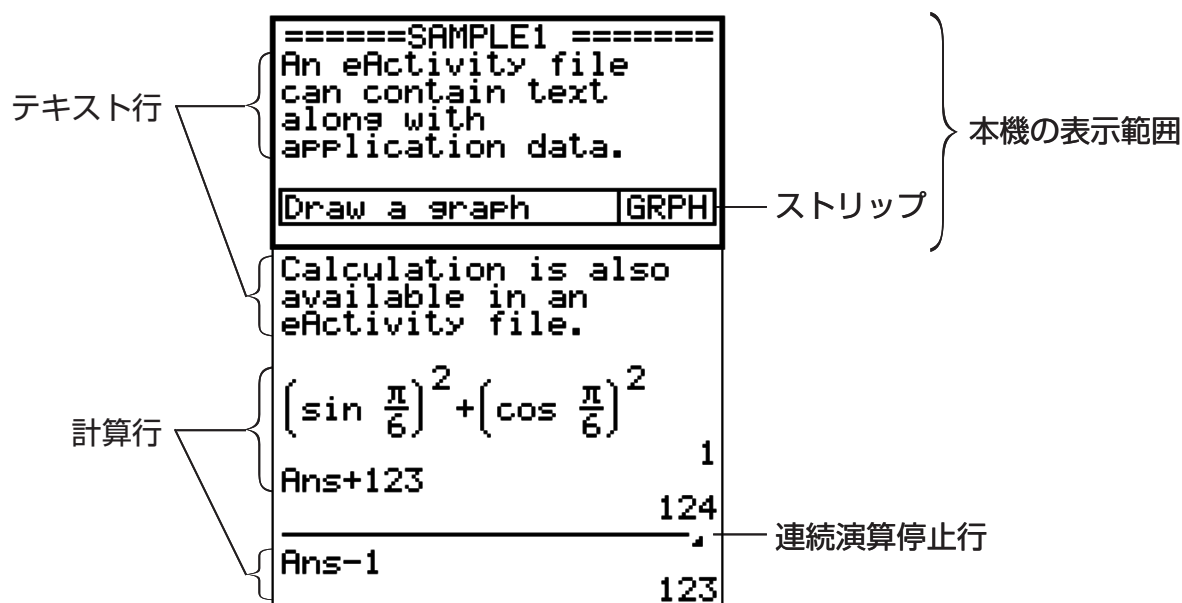 ======SAMPLE1 =======
An eActivity file
can contain text
along with
application data.
テキスト行
本機の表示範囲
Draw a graph GRPH
ストリップ
Calculation is also
available in an
eActivity file.
(sin π/6)²+(cos π/6)²
計算行
1
Ans+123
124
連続演算停止行
Ans−1
123